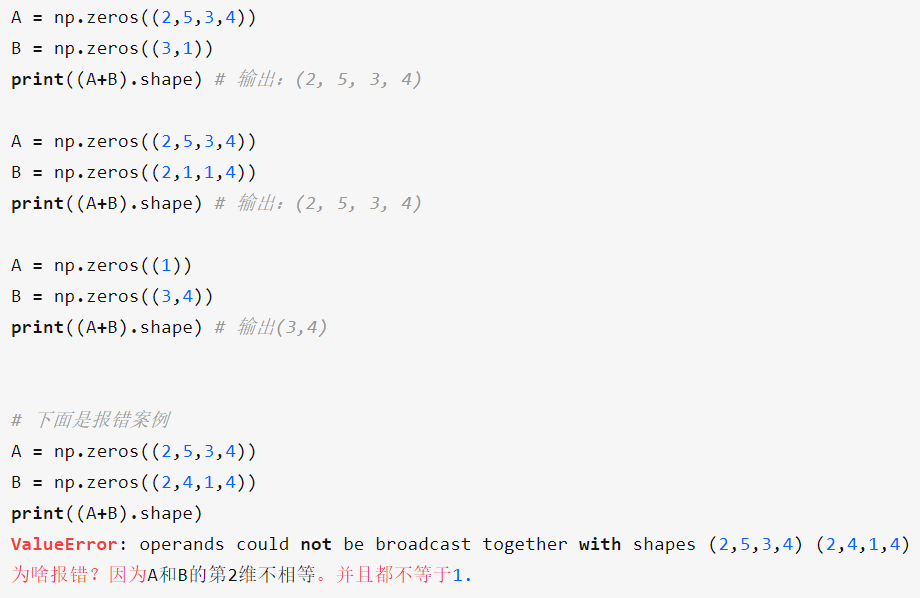 A = np.zeros((2,5,3,4))
B = np.zeros((3,1))
print((A+B).shape) # 输出：(2, 5, 3, 4)
A = np.zeros((2,5,3,4))
B = np.zeros((2,1,1,4))
print((A+B).shape) # 输出：(2, 5, 3, 4)
A = np.zeros((1))
B = np.zeros((3,4))
print((A+B).shape) # 输出(3,4)
# 下面是报错案例
A = np.zeros((2,5,3,4))
B = np.zeros((2,4,1,4))
print((A+B).shape)
ValueError: operands could not be broadcast together with shapes (2,5,3,4) (2,4,1,4)
为啥报错？因为A和B的第2维不相等。并且都不等于1.